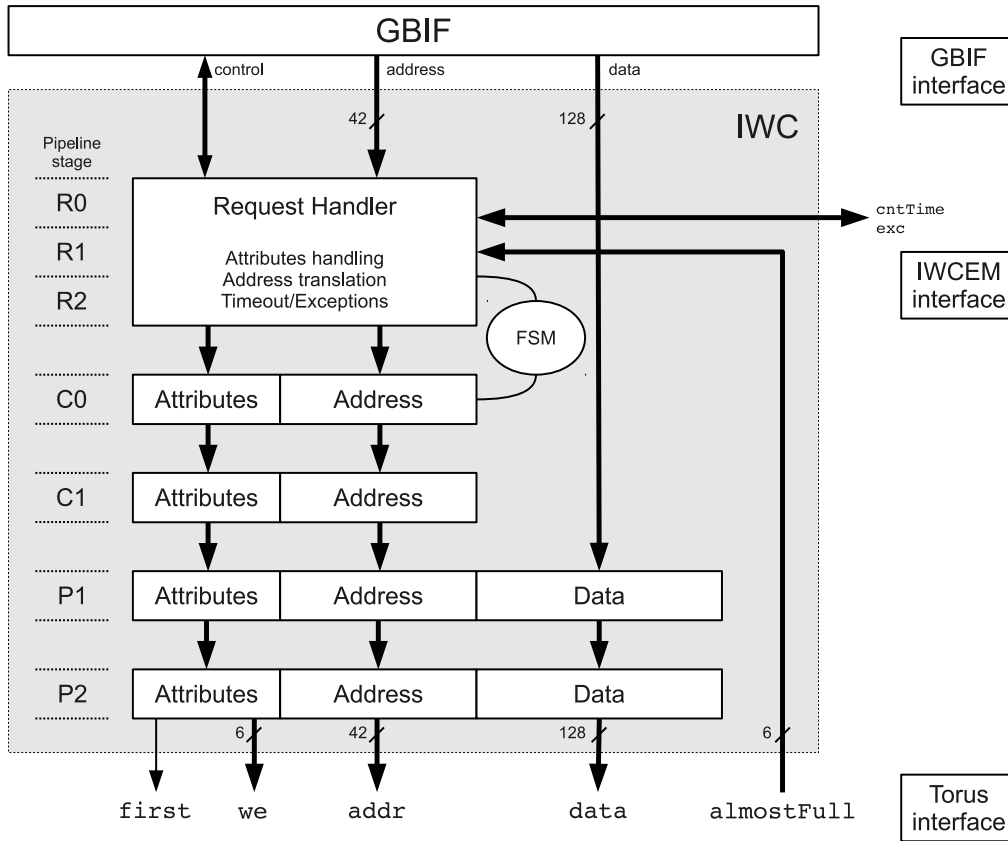 GBIF
GBIF
interface
control
address
data
42
128
IWC
Pipeline
stage
R0
Request Handler
cntTime
exc
R1
Attributes handling
Address translation
Timeout/Exceptions
IWCEM
interface
R2
FSM
C0
Attributes
Address
C1
Attributes
Address
P1
Attributes
Address
Data
P2
Attributes
Address
Data
6
42
128
6
first
we
addr
data
almostFull
Torus
interface